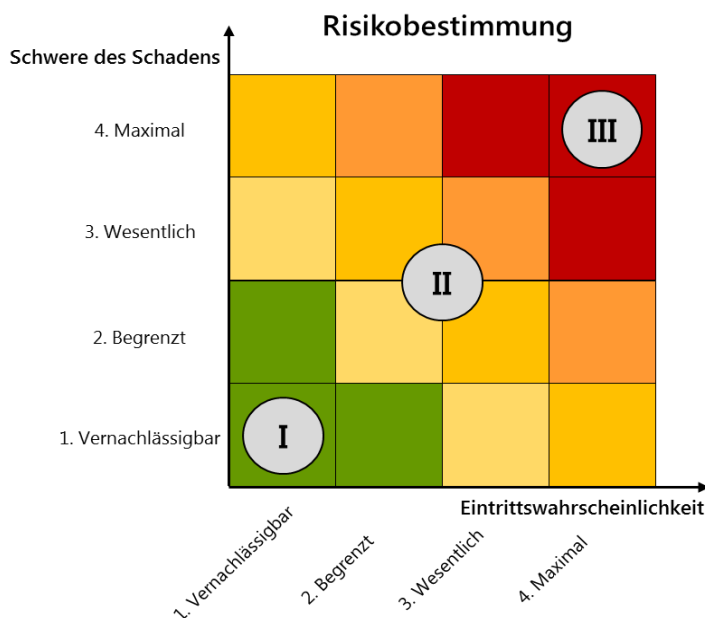 Risikobestimmung
Schwere des Schadens
4. Maximal
III
3. Wesentlich
II
2. Begrenzt
1. Vernachlässigbar
I
Eintrittswahrscheinlichkeit
1. Vernachlässigbar
2. Begrenzt
3. Wesentlich
4. Maximal